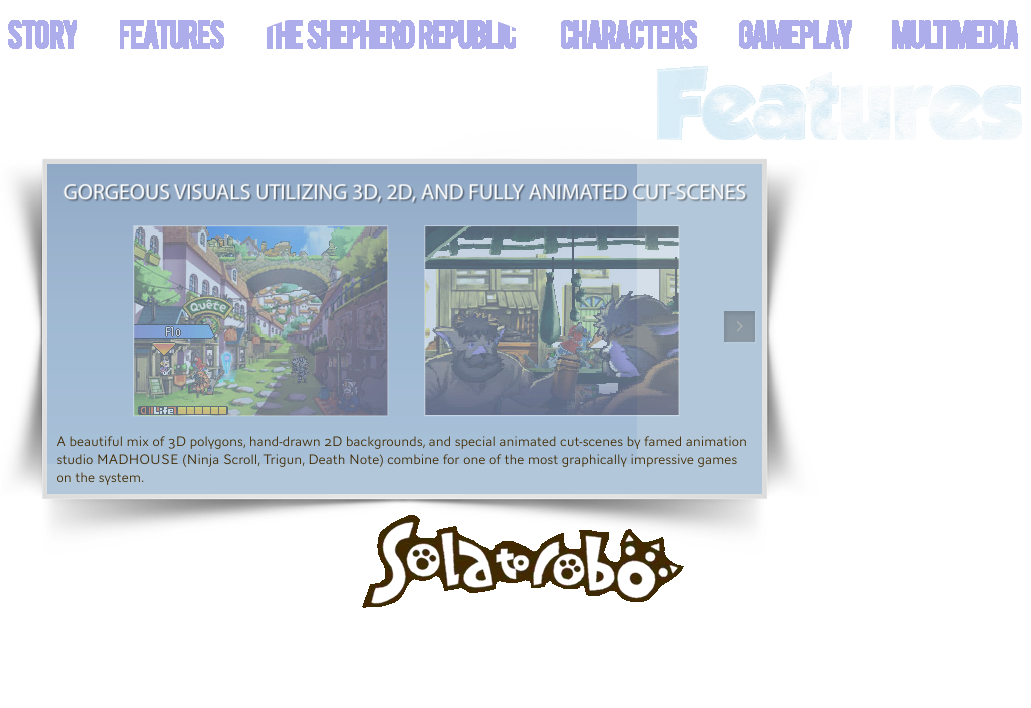 STORY
FEATURES
THE SHEPHERD REPUBLIC
CHARACTERS
GAMEPLAY
MULTIMEDIA
Features
GORGEOUS VISUALS UTILIZING 3D, 2D, AND FULLY ANIMATED CUT-SCENES
Quête
Flo
Life
A beautiful mix of 3D polygons, hand-drawn 2D backgrounds, and special animated cut-scenes by famed animation
studio MADHOUSE (Ninja Scroll, Trigun, Death Note) combine for one of the most graphically impressive games
on the system.
Solatorobo